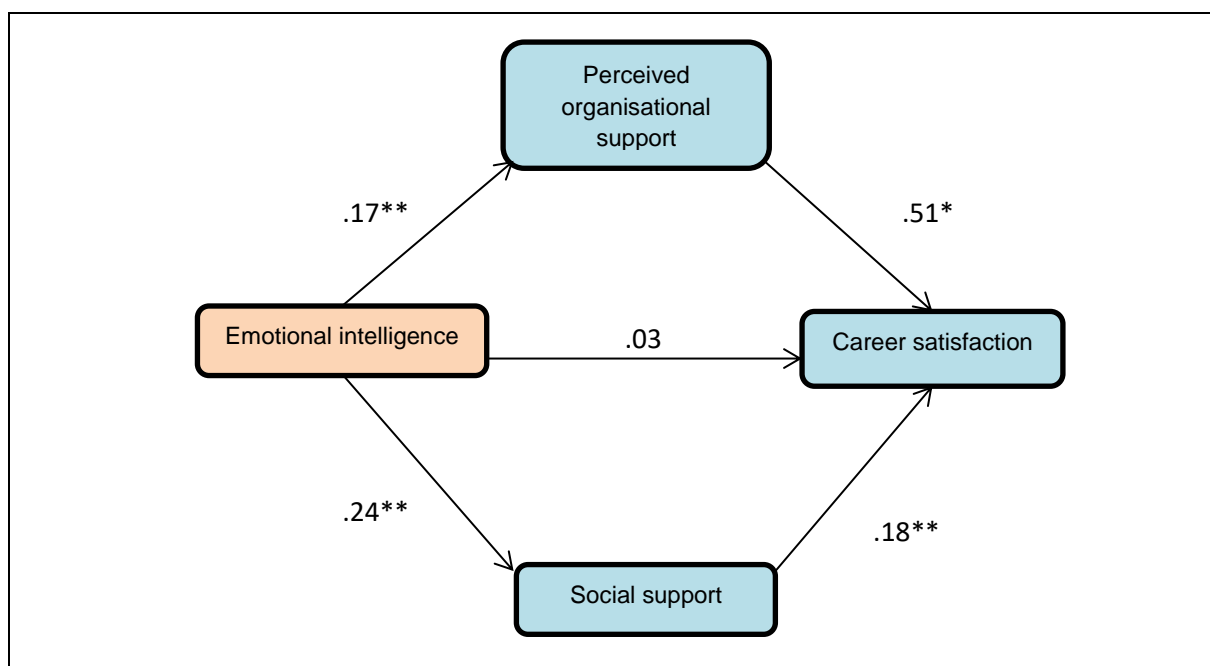 Perceived
organisational
support
.17**
.51*
Emotional intelligence
.03
Career satisfaction
.24**
.18**
Social support